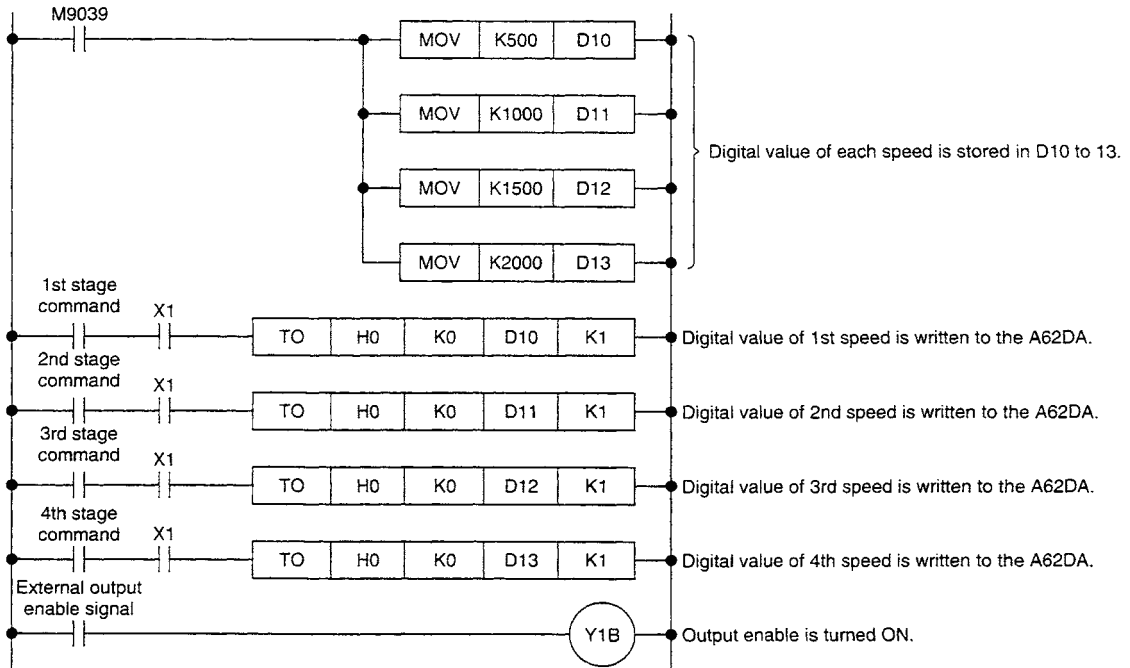 M9039
MOV K500 D10
MOV K1000 D11
Digital value of each speed is stored in D10 to 13.
MOV K1500 D12
MOV K2000 D13
1st stage
command
X1
TO H0 K0 D10 K1
Digital value of 1st speed is written to the A62DA.
2nd stage
command
X1
TO H0 K0 D11 K1
Digital value of 2nd speed is written to the A62DA.
3rd stage
command
X1
TO H0 K0 D12 K1
Digital value of 3rd speed is written to the A62DA.
4th stage
command
X1
TO H0 K0 D13 K1
Digital value of 4th speed is written to the A62DA.
External output
enable signal
Y1B
Output enable is turned ON.